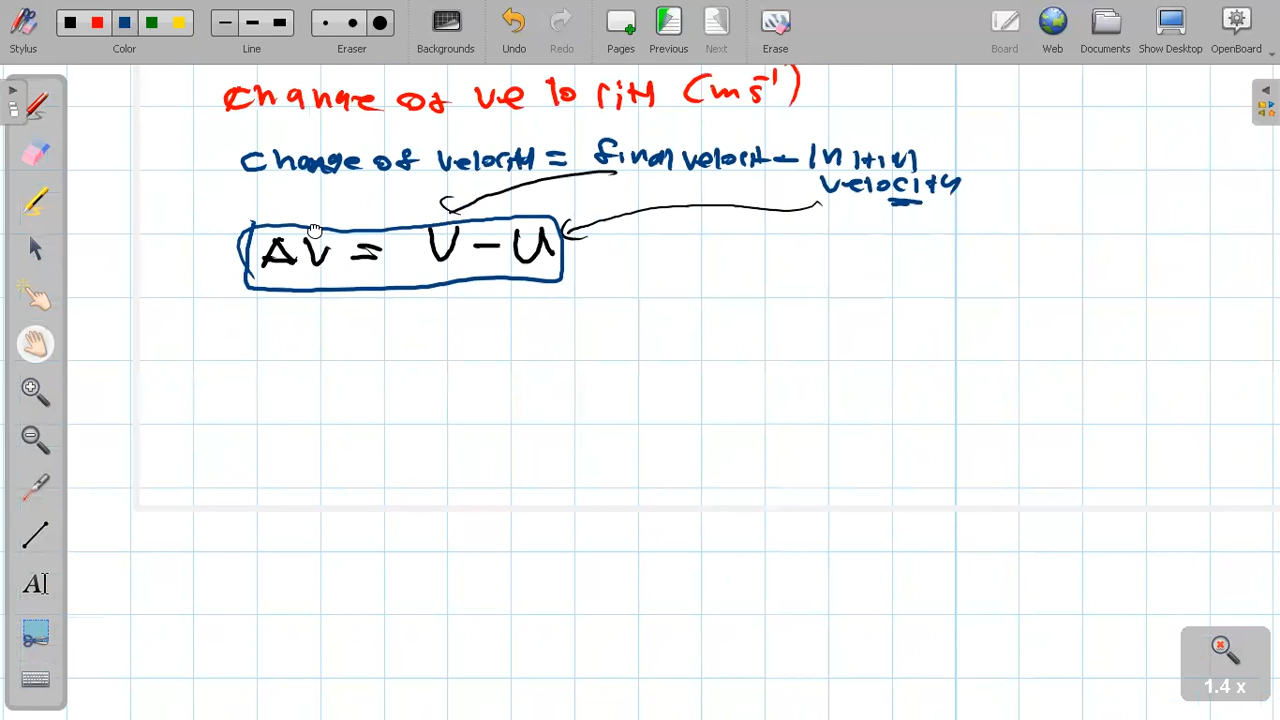 Stylus Color Line Eraser Backgrounds Undo Redo Pages Previous Next Erase Board Web Documents Show Desktop OpenBoard
Change of velocity (ms⁻¹)
Change of velocity = final velocit - initial
velocity
ΔV = V - U
1.4 x